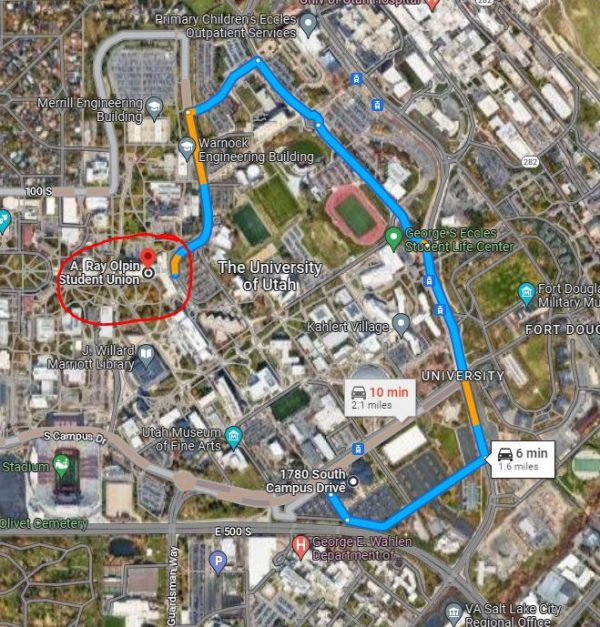 Univ of Utah Hospital
282
Primary Children's Eccles
Outpatient Services
Merrill Engineering
Building
Warnock
Engineering Building
282
100 S
George S Eccles
Student Life Center
A. Ray Olpin
Student Union
The University
of Utah
Fort Dougla
Military Mu
Kahlert Village
FORT DOUG
J. Willard
Marriott Library
UNIVERSITY
10 min
2.1 miles
S Campus Dr
Utah Museum
of Fine Arts
6 min
1.6 miles
Stadium
1780 South
Campus Drive
Olivet Cemetery
E 500 S
George E. Wahlen
Department of
P
H
Guardsman Way
VA Salt Lake City
Regional Office